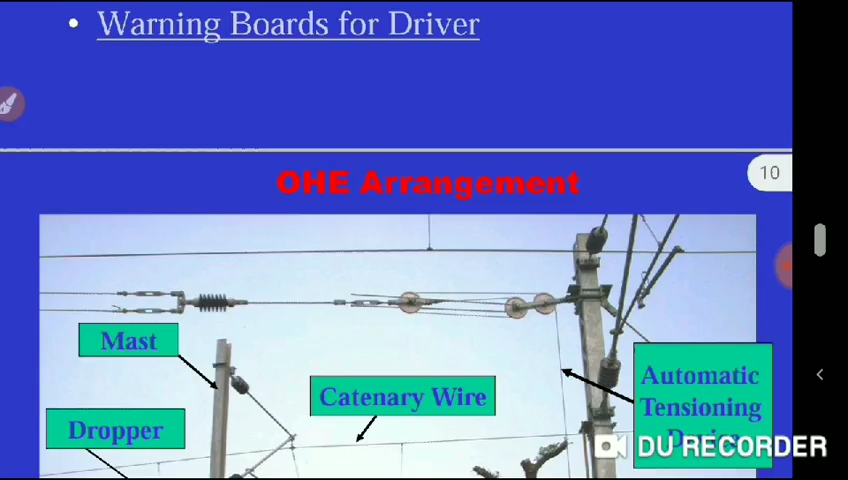 • Warning Boards for Driver
OHE Arrangement
10
Mast
Catenary Wire
Dropper
Automatic
Tensioning
DU RECORDER